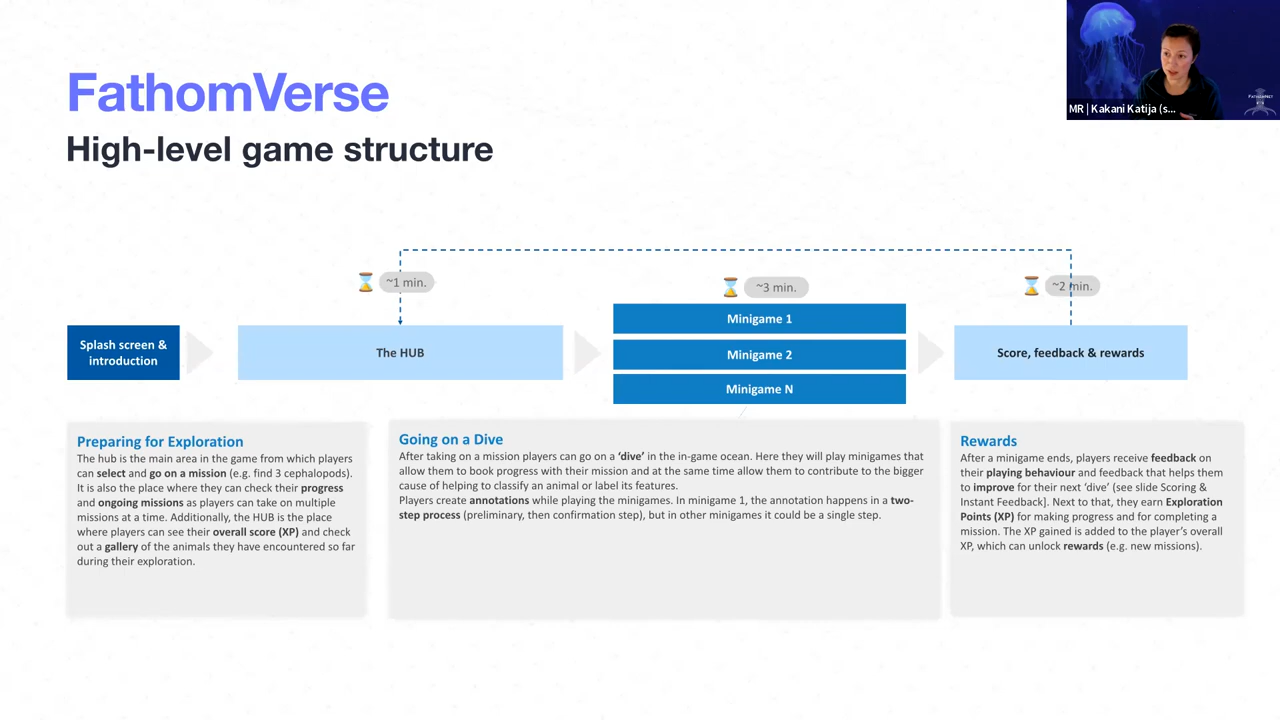 FathomVerse
High-level game structure
MR | Kakani Katija (s...
~1 min.
~3 min.
~2 min.
Splash screen &
introduction
The HUB
Minigame 1
Minigame 2
Minigame N
Score, feedback & rewards
Preparing for Exploration
The hub is the main area in the game from which players
can select and go on a mission (e.g. find 3 cephalopods).
It is also the place where they can check their progress
and ongoing missions as players can take on multiple
missions at a time. Additionally, the HUB is the place
where players can see their overall score (XP) and check
out a gallery of the animals they have encountered so far
during their exploration.
Going on a Dive
After taking on a mission players can go on a ‘dive’ in the in-game ocean. Here they will play minigames that
allow them to book progress with their mission and at the same time allow them to contribute to the bigger
cause of helping to classify an animal or label its features.
Players create annotations while playing the minigames. In minigame 1, the annotation happens in a two-
step process (preliminary, then confirmation step), but in other minigames it could be a single step.
Rewards
After a minigame ends, players receive feedback on
their playing behaviour and feedback that helps them
to improve for their next ‘dive’ (see slide Scoring &
Instant Feedback]. Next to that, they earn Exploration
Points (XP) for making progress and for completing a
mission. The XP gained is added to the player’s overall
XP, which can unlock rewards (e.g. new missions).